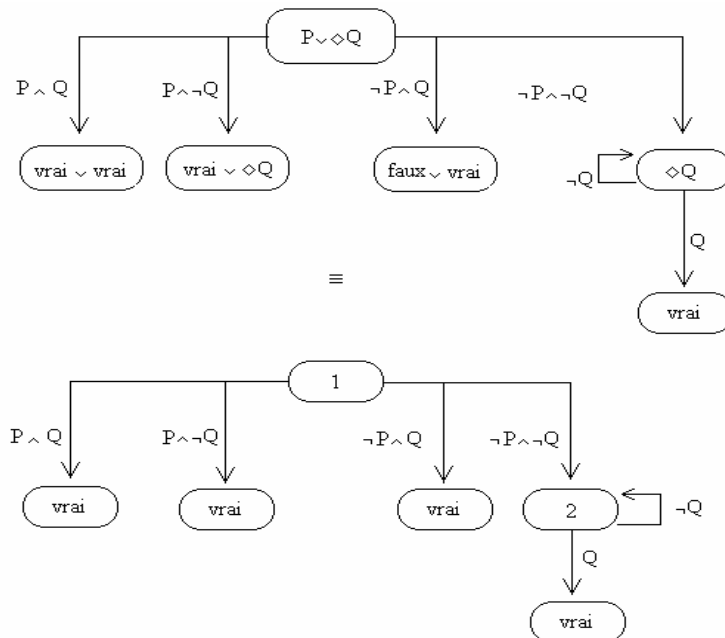 P ∨ ◇Q
P ∧ Q
P ∧ ¬Q
¬P ∧ Q
¬P ∧ ¬Q
vrai ∨ vrai
vrai ∨ ◇Q
faux ∨ vrai
¬Q
◇Q
Q
≡
vrai
1
P ∧ Q
P ∧ ¬Q
¬P ∧ Q
¬P ∧ ¬Q
vrai
vrai
vrai
2
¬Q
Q
vrai